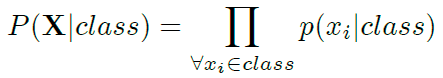 P(X|class) = ∏ p(x_i|class)
∀x_i∈class